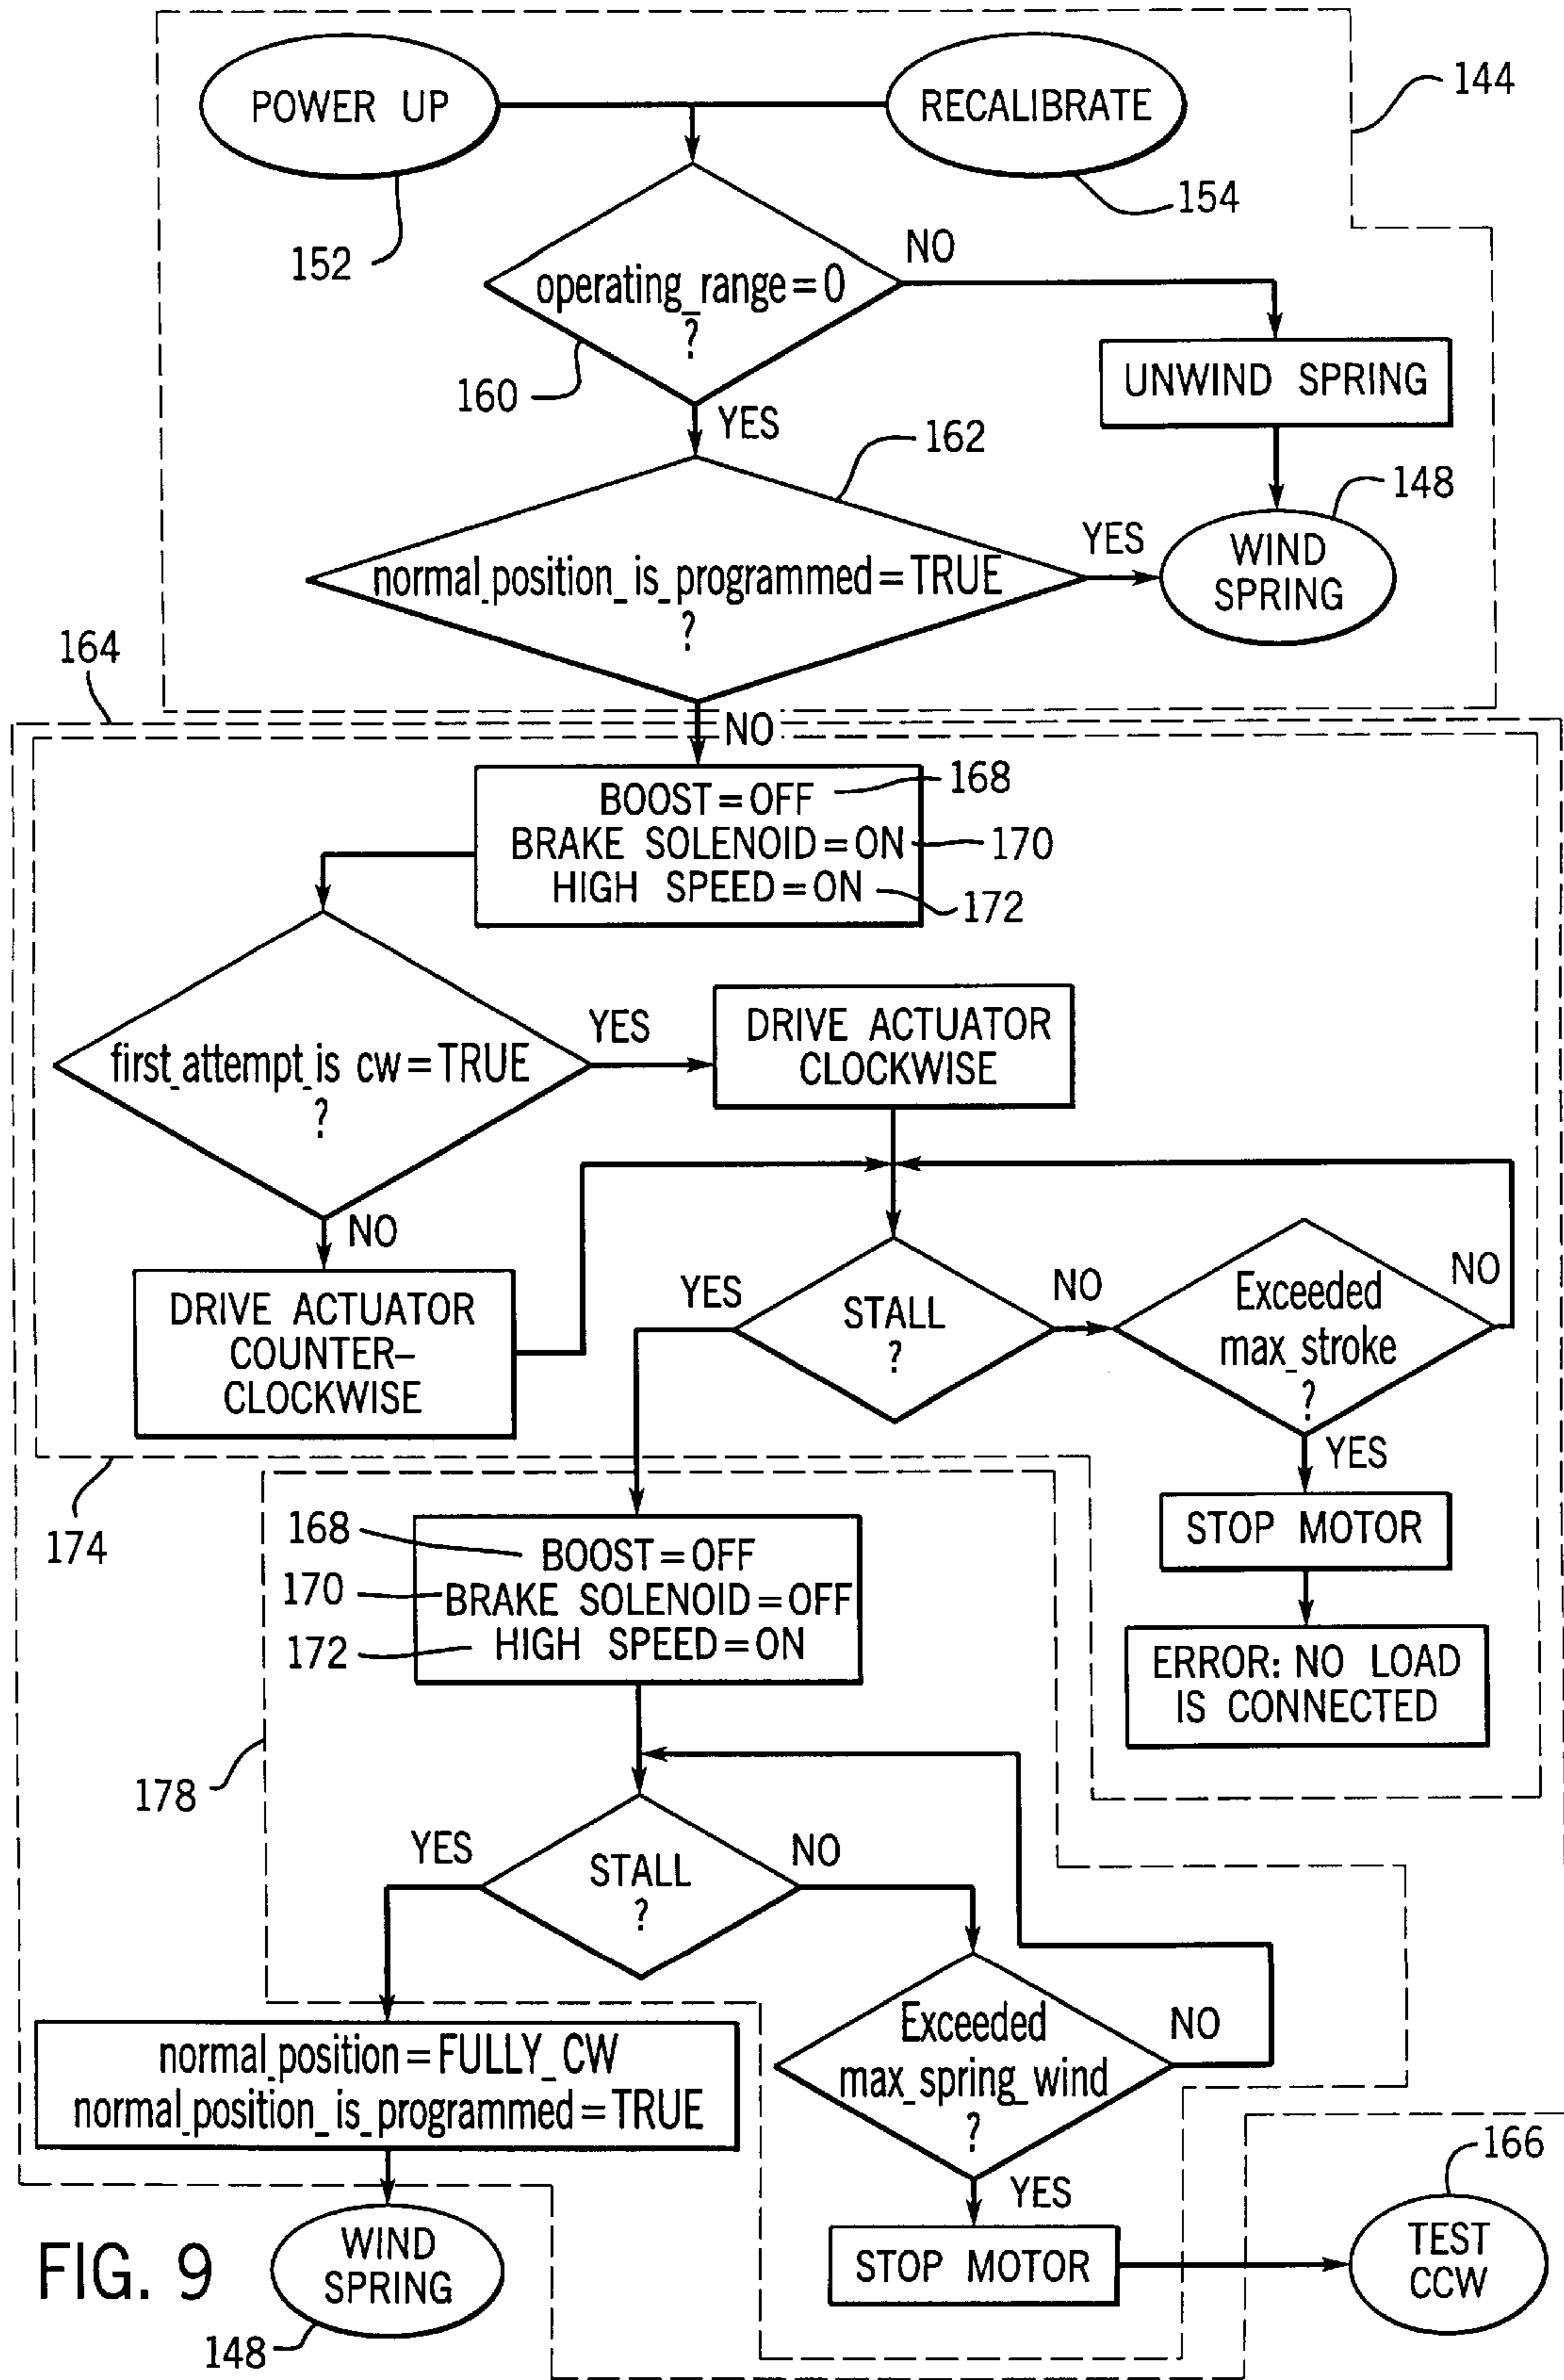 POWER UP
RECALIBRATE
144
152
154
operating_range=0
?
NO
160
YES
UNWIND SPRING
162
148
normal_position_is_programmed=TRUE
?
YES
WIND
SPRING
164
NO
BOOST=OFF
168
BRAKE SOLENOID=ON
170
HIGH SPEED=ON
172
first_attempt_is cw=TRUE
?
YES
DRIVE ACTUATOR
CLOCKWISE
NO
DRIVE ACTUATOR
COUNTER–
CLOCKWISE
YES
STALL
?
NO
Exceeded
max_stroke
?
NO
YES
STOP MOTOR
ERROR: NO LOAD
IS CONNECTED
174
168
BOOST=OFF
170
BRAKE SOLENOID=OFF
172
HIGH SPEED=ON
178
YES
STALL
?
NO
Exceeded
max_spring_wind
?
NO
normal_position=FULLY_CW
normal_position_is_programmed=TRUE
YES
STOP MOTOR
166
TEST
CCW
WIND
SPRING
148
FIG. 9